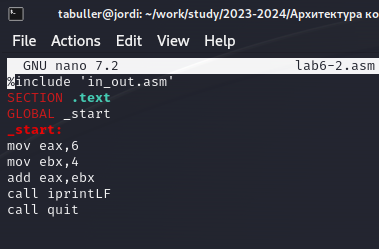 tabuller@jordi: ~/work/study/2023-2024/Архитектура ко
File Actions Edit View Help
GNU nano 7.2 lab6-2.asm
%include 'in_out.asm'
SECTION .text
GLOBAL _start
_start:
mov eax,6
mov ebx,4
add eax,ebx
call iprintLF
call quit